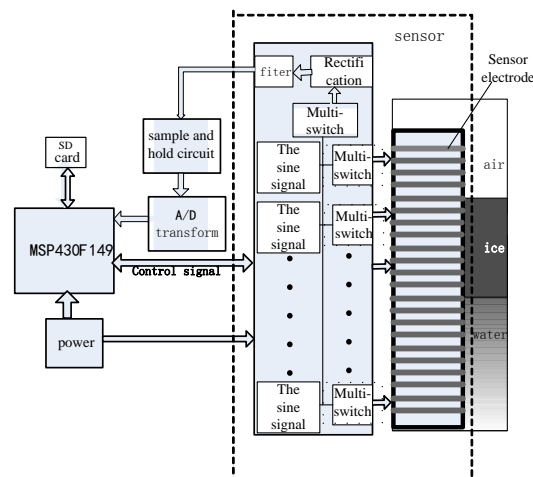 sensor
Sensor
electrode
fiter
Rectifi
cation
Multi-
switch
sample and
hold circuit
SD
card
The
sine
signal
Multi-
switch
air
A/D
transform
The
sine
signal
Multi-
switch
MSP430F149
ice
Control signal
power
water
The
sine
signal
Multi-
switch